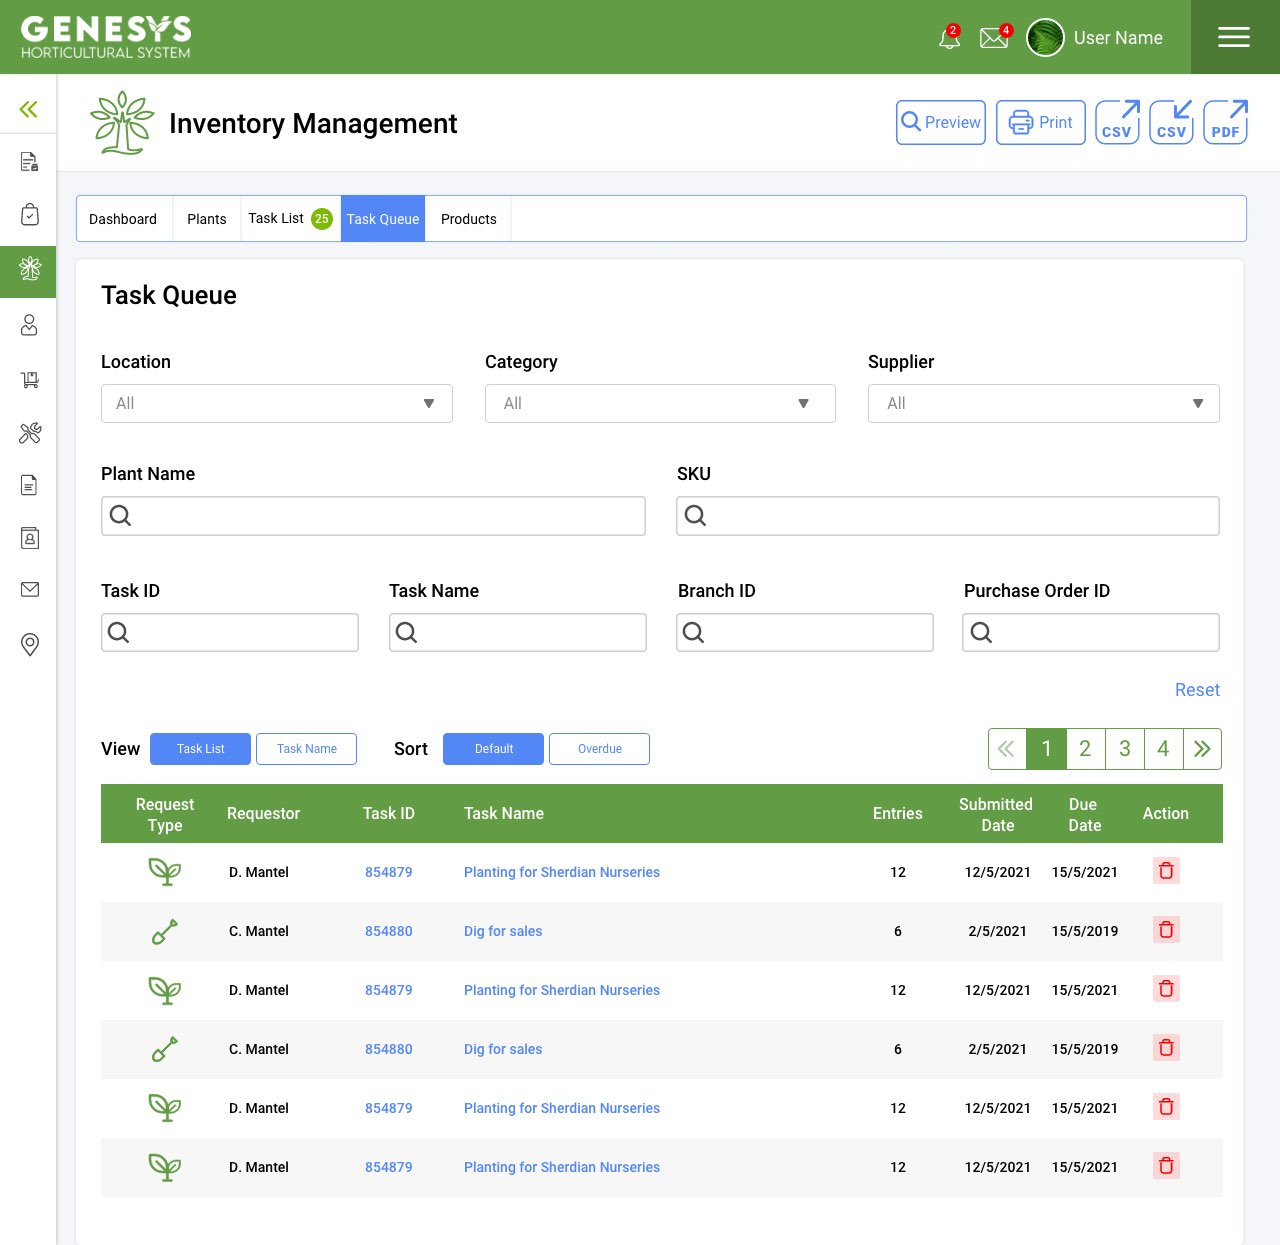 GENESYS
HORTICULTURAL SYSTEM
2
4
User Name
Inventory Management
Preview
Print
CSV
CSV
PDF
Dashboard
Plants
Task List 25
Task Queue
Products
Task Queue
Location
Category
Supplier
All
All
All
Plant Name
SKU
Task ID
Task Name
Branch ID
Purchase Order ID
Reset
View
Task List
Task Name
Sort
Default
Overdue
1
2
3
4
Request Type
Requestor
Task ID
Task Name
Entries
Submitted Date
Due Date
Action
D. Mantel 854879 Planting for Sherdian Nurseries 12 12/5/2021 15/5/2021
C. Mantel 854880 Dig for sales 6 2/5/2021 15/5/2019
D. Mantel 854879 Planting for Sherdian Nurseries 12 12/5/2021 15/5/2021
C. Mantel 854880 Dig for sales 6 2/5/2021 15/5/2019
D. Mantel 854879 Planting for Sherdian Nurseries 12 12/5/2021 15/5/2021
D. Mantel 854879 Planting for Sherdian Nurseries 12 12/5/2021 15/5/2021